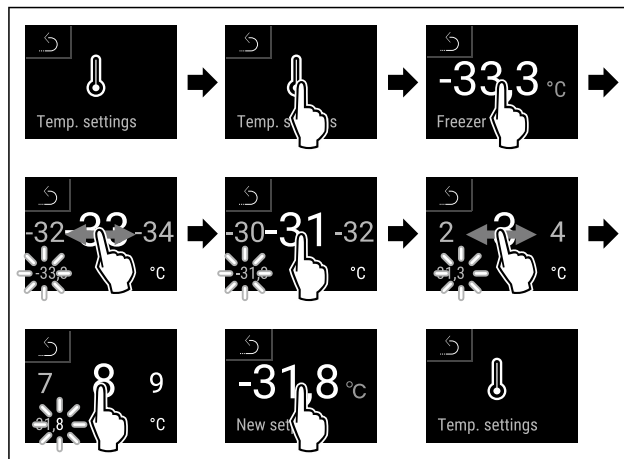 Temp. settings
Temp.
-33,3 °C
Freezer
-32 -33 -34
°C
-30 -31 -32
°C
2 3 4
°C
7 8 9
°C
-31,8 °C
New
Temp. settings